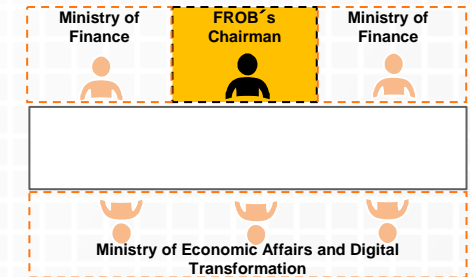 Ministry of
Finance
FROB´s
Chairman
Ministry of
Finance
Ministry of Economic Affairs and Digital
Transformation